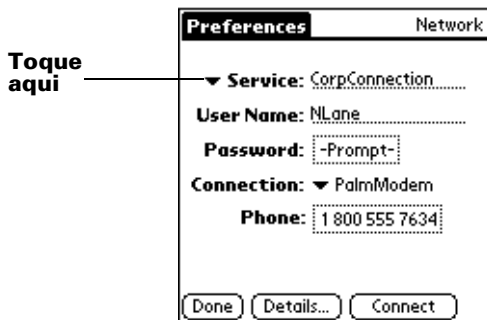 Preferences Network
Toque
aqui
Service: CorpConnection
User Name: NLane
Password: -Prompt-
Connection: PalmModem
Phone: 1 800 555 7634
Done Details... Connect